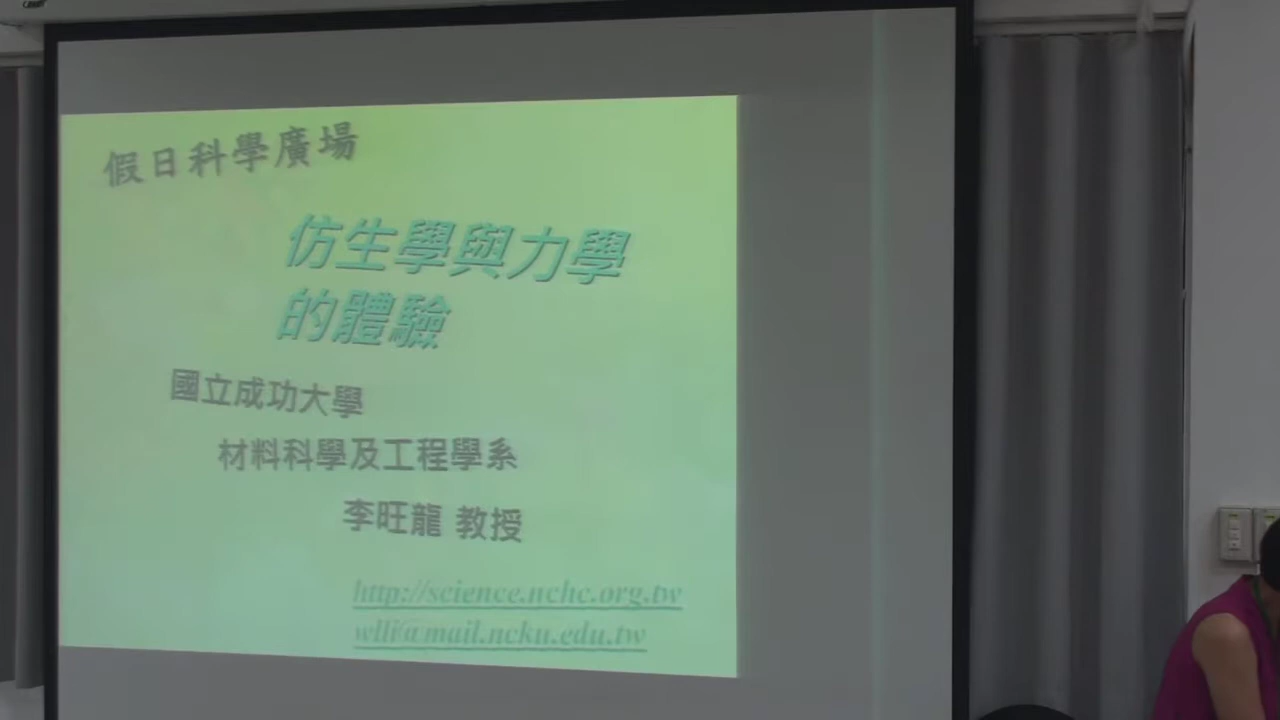 假日科學廣場
仿生學與力學
的體驗
國立成功大學
材料科學及工程學系
李旺龍 教授
http://science.nchc.org.tw
wlli@mail.ncku.edu.tw